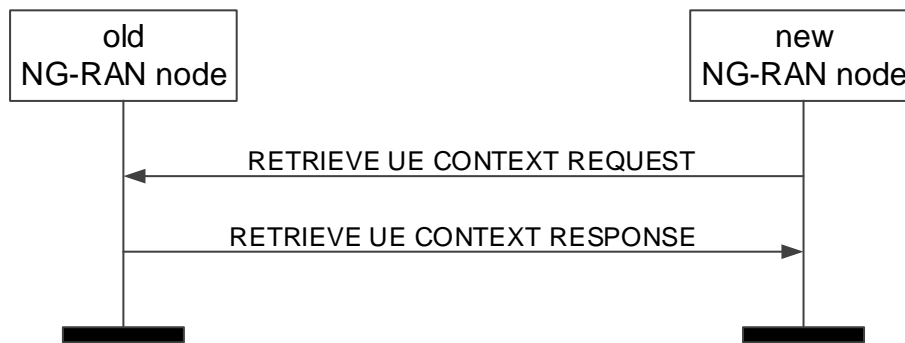 old
NG-RAN node
new
NG-RAN node
RETRIEVE UE CONTEXT REQUEST
RETRIEVE UE CONTEXT RESPONSE